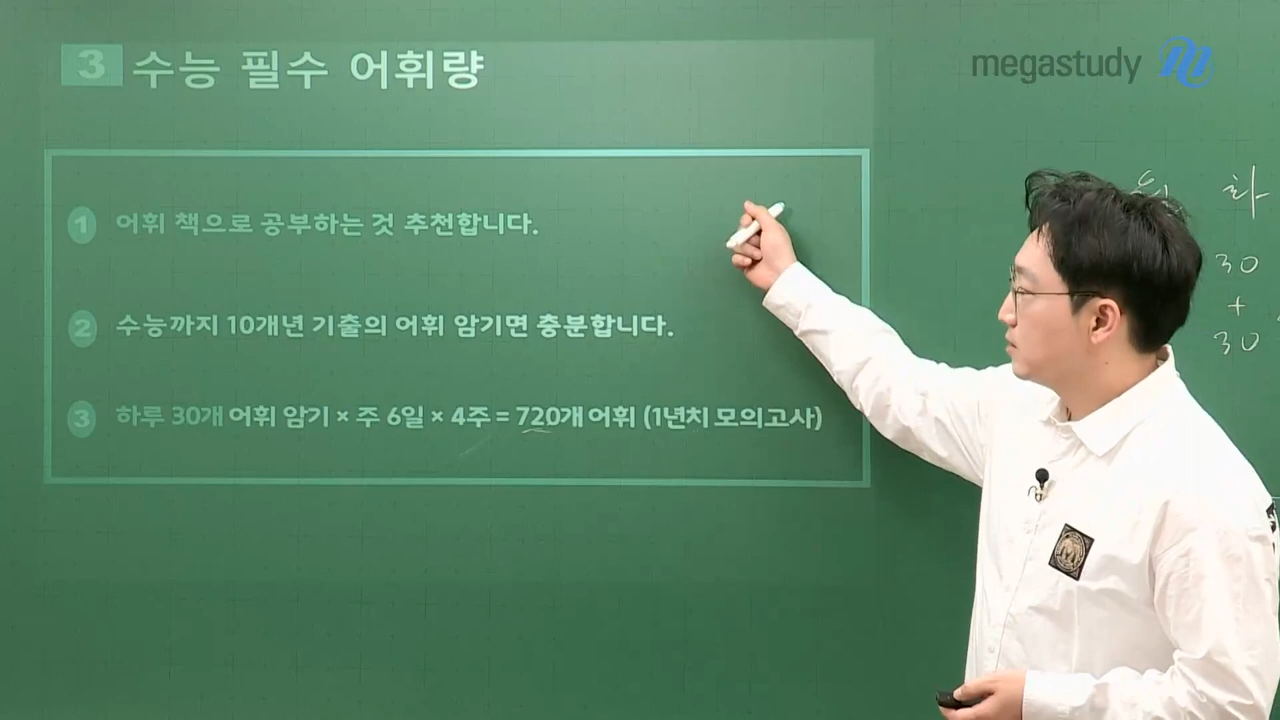 3 수능 필수 어휘량
megastudy
1 어휘 책으로 공부하는 것 추천합니다.
2 수능까지 10개년 기출의 어휘 암기면 충분합니다.
3 하루 30개 어휘 암기 × 주 6일 × 4주 = 720개 어휘 (1년치 모의고사)
화
30
+
30